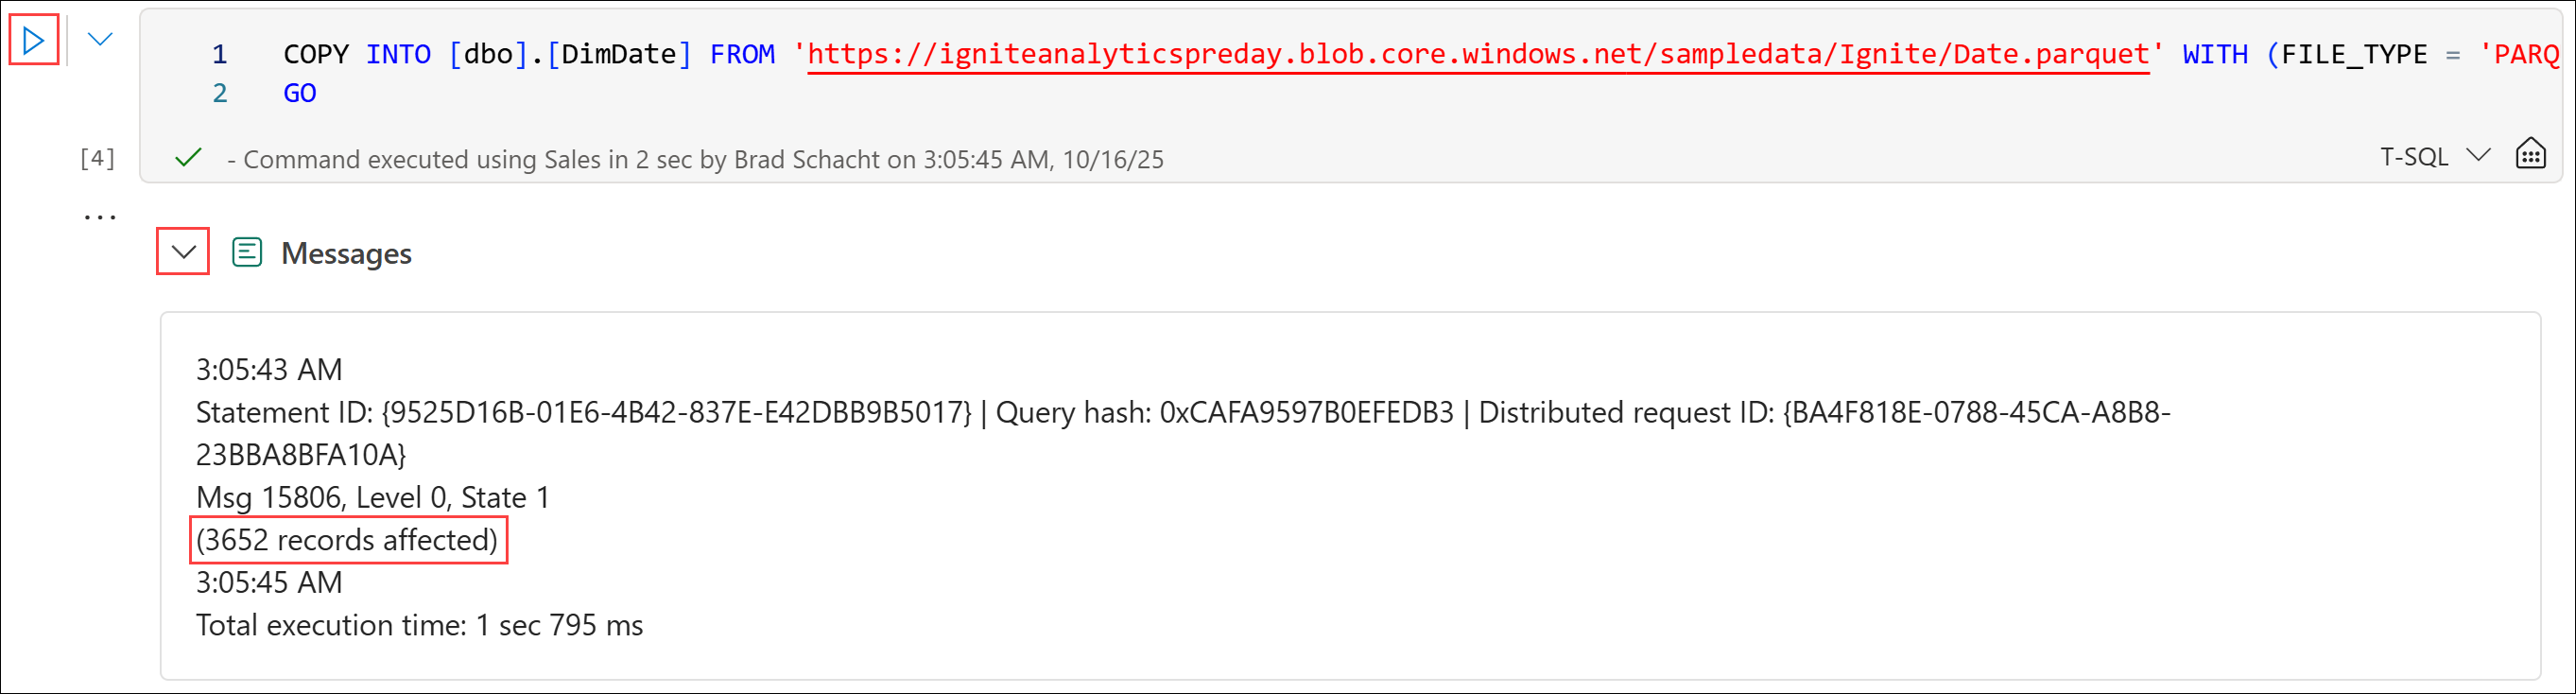 1 COPY INTO [dbo].[DimDate] FROM 'https://igniteanalyticspreday.blob.core.windows.net/sampledata/Ignite/Date.parquet' WITH (FILE_TYPE = 'PARQ
2 GO
[4] - Command executed using Sales in 2 sec by Brad Schacht on 3:05:45 AM, 10/16/25 T-SQL
...
Messages
3:05:43 AM
Statement ID: {9525D16B-01E6-4B42-837E-E42DBB9B5017} | Query hash: 0xCAFA9597B0EFEDB3 | Distributed request ID: {BA4F818E-0788-45CA-A8B8-
23BBA8BFA10A}
Msg 15806, Level 0, State 1
(3652 records affected)
3:05:45 AM
Total execution time: 1 sec 795 ms